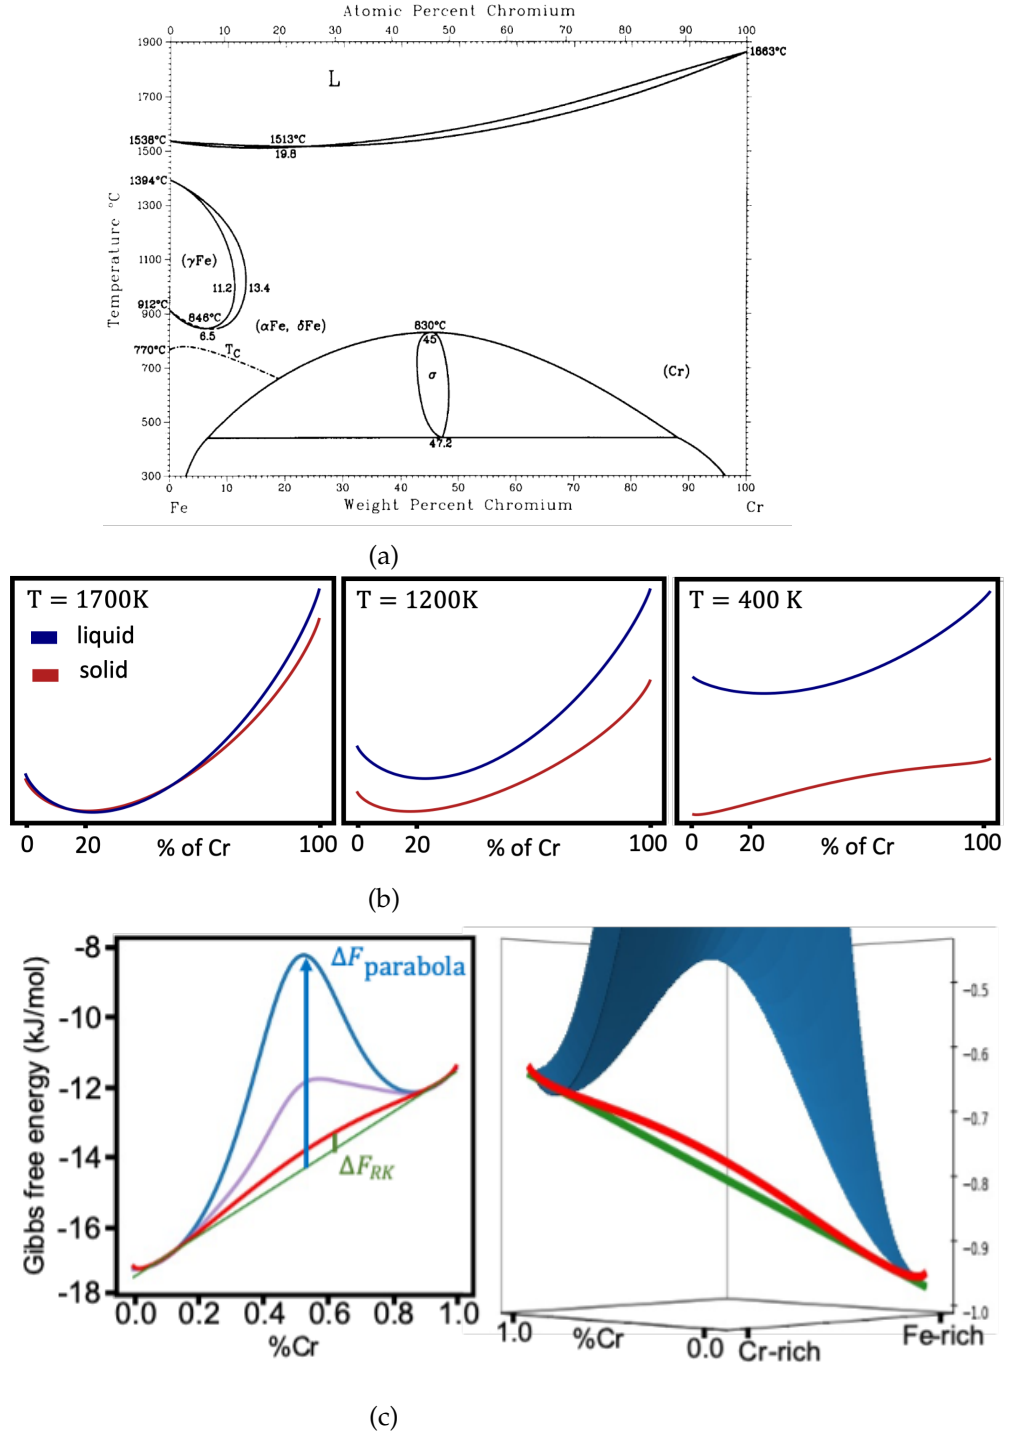 Atomic Percent Chromium
0 10 20 30 40 50 60 70 80 90 100
1900
1863°C
L
1700
1538°C
1513°C
1500
19.8
1394°C
1300
Temperature °C
(γFe)
1100
11.2
13.4
912°C
900
846°C
(αFe, δFe)
830°C
6.5
45
770°C
T_C
700
σ
(Cr)
500
47.2
300
0 10 20 30 40 50 60 70 80 90 100
Fe
Weight Percent Chromium
Cr
(a)
T = 1700K
liquid
solid
0 20 % of Cr 100
T = 1200K
0 20 % of Cr 100
T = 400 K
0 20 % of Cr 100
(b)
Gibbs free energy (kJ/mol)
-8
-10
-12
-14
-16
-18
ΔF parabola
ΔF_RK
0.0 0.2 0.4 0.6 0.8 1.0
%Cr
−0.5
−0.6
−0.7
−0.8
−0.9
−1.0
1.0
%Cr
0.0
Cr-rich
Fe-rich
(c)